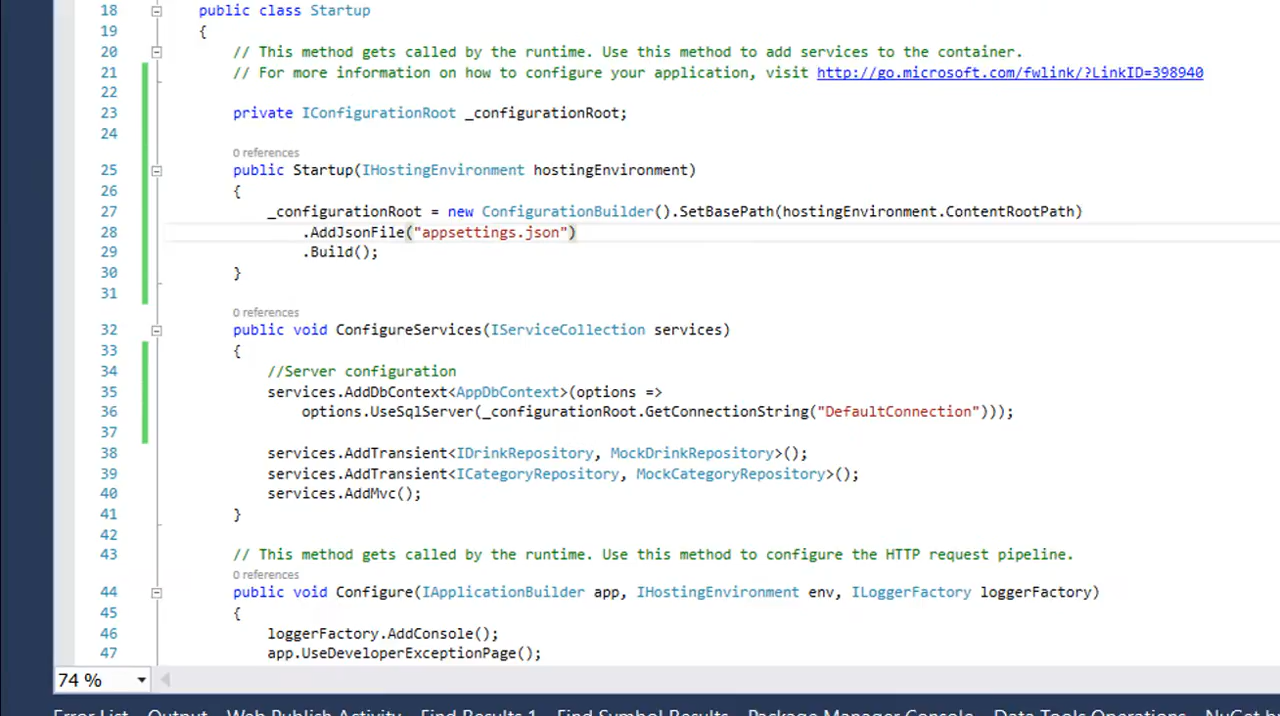 18 public class Startup
19 {
20 // This method gets called by the runtime. Use this method to add services to the container.
21 // For more information on how to configure your application, visit http://go.microsoft.com/fwlink/?LinkID=398940
22
23 private IConfigurationRoot _configurationRoot;
24
0 references
25 public Startup(IHostingEnvironment hostingEnvironment)
26 {
27 _configurationRoot = new ConfigurationBuilder().SetBasePath(hostingEnvironment.ContentRootPath)
28 .AddJsonFile("appsettings.json")
29 .Build();
30 }
31
0 references
32 public void ConfigureServices(IServiceCollection services)
33 {
34 //Server configuration
35 services.AddDbContext<AppDbContext>(options =>
36 options.UseSqlServer(_configurationRoot.GetConnectionString("DefaultConnection")));
37
38 services.AddTransient<IDrinkRepository, MockDrinkRepository>();
39 services.AddTransient<ICategoryRepository, MockCategoryRepository>();
40 services.AddMvc();
41 }
42
43 // This method gets called by the runtime. Use this method to configure the HTTP request pipeline.
0 references
44 public void Configure(IApplicationBuilder app, IHostingEnvironment env, ILoggerFactory loggerFactory)
45 {
46 loggerFactory.AddConsole();
47 app.UseDeveloperExceptionPage();
74 %
Error List Output Web Publish Activity Find Results 1 Find Symbol Results Package Manager Console Data Tools Operations